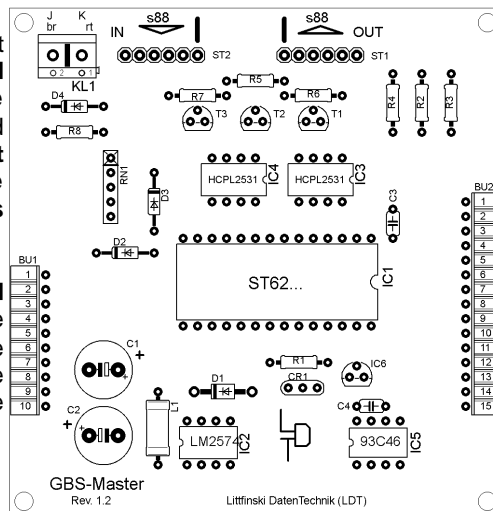 J K
br rt
IN s88 s88 OUT
ST2 ST1
2 1
KL1
R5
R7 R6
D4
T3 T2 T1
R4 R2 R3
R8
IC4 IC3
HCPL2531 HCPL2531
RN1
D3
C3
BU2
1
2
3
4
5
6
7
8
9
10
11
12
13
14
15
D2
ST62...
IC1
BU1
1
2
3
4
5
6
7
8
9
10
C1
+
+
R1
IC6
CR1
D1
C2
+
+
L1
C4
LM2574
IC2
93C46
IC5
GBS-Master
Rev. 1.2
Littfinski DatenTechnik (LDT)